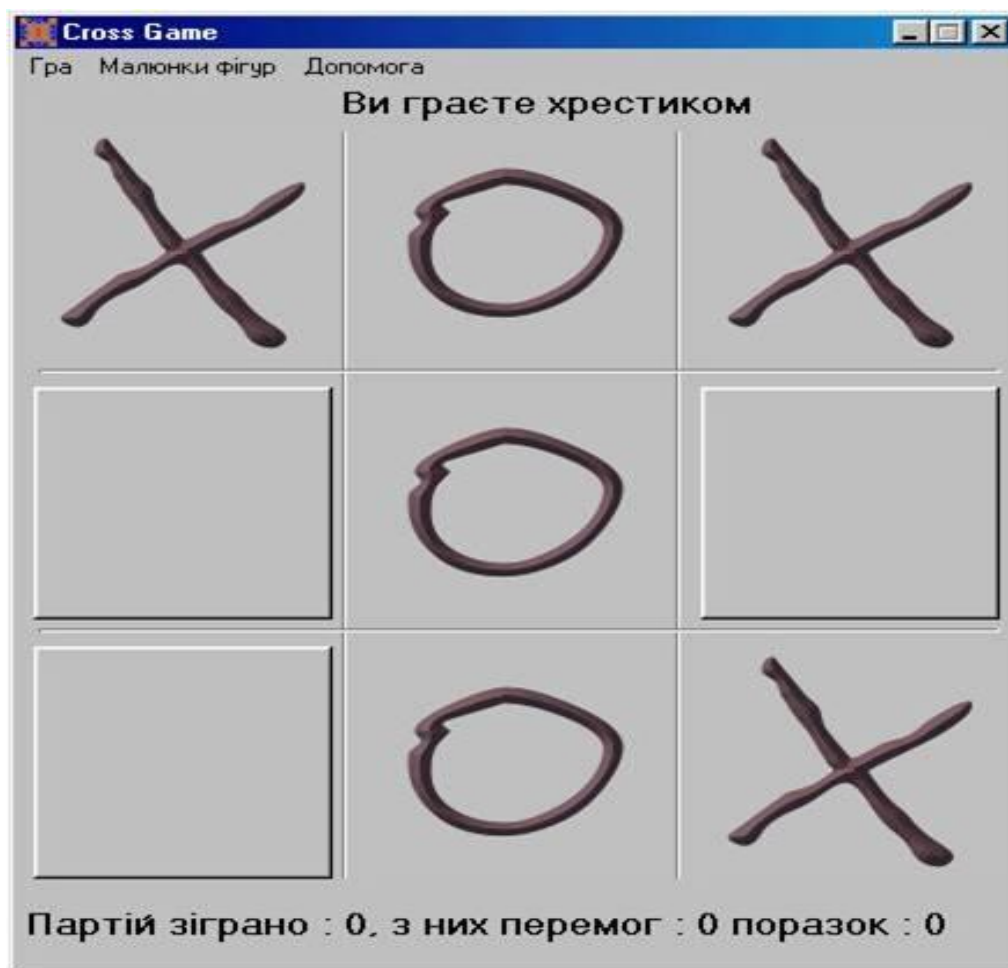 Cross Game
Гра Малюнки фігур Допомога
Ви граєте хрестиком
Партій зіграно : 0, з них перемог : 0 поразок : 0